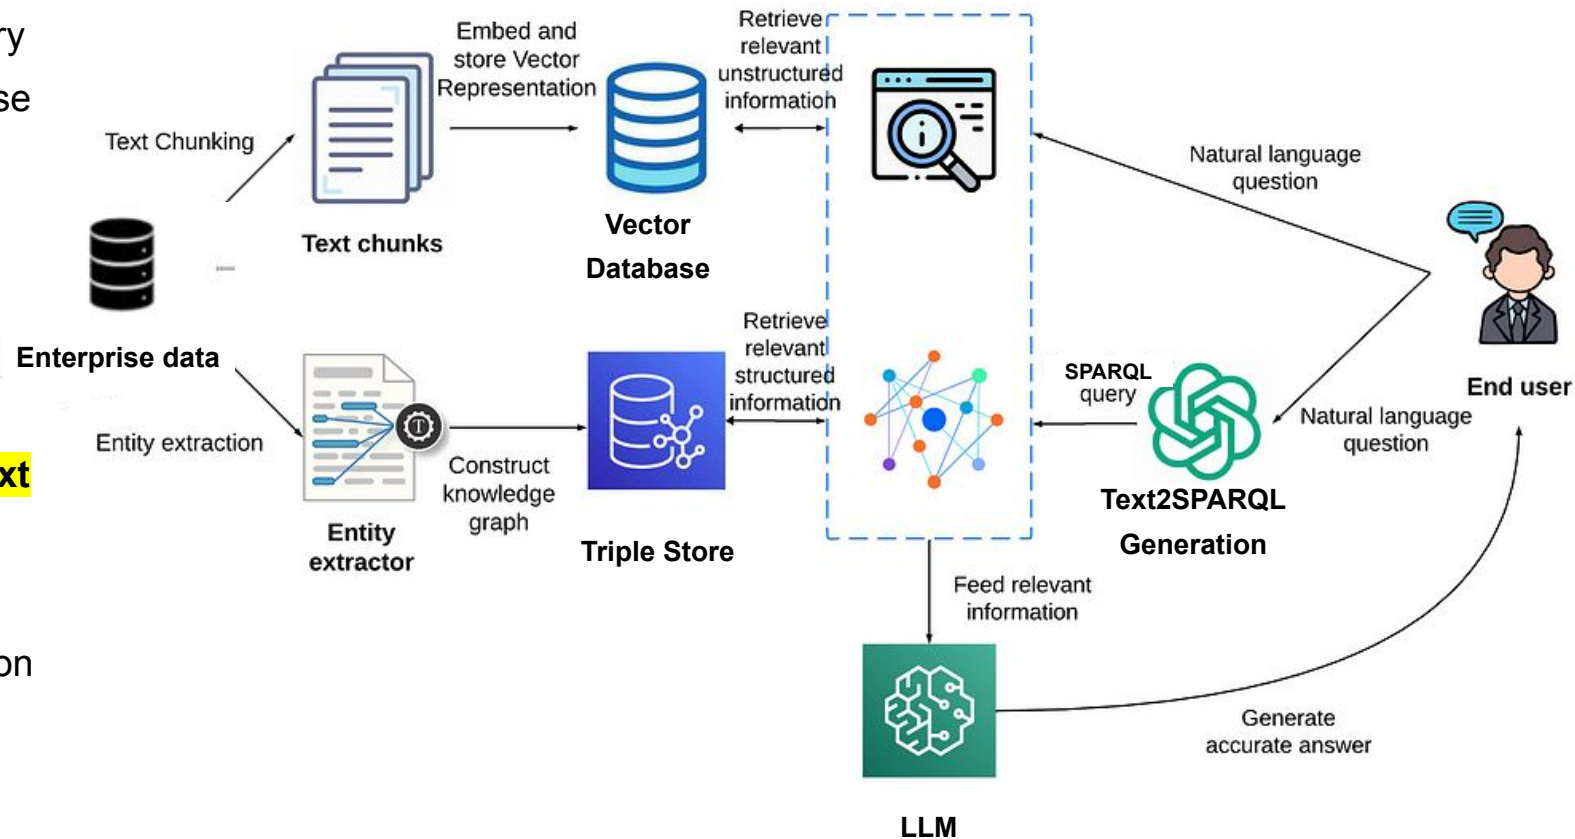 ry
se
xt
on
Text Chunking
Text chunks
Embed and
store Vector
Representation
Vector
Database
Retrieve
relevant
unstructured
information
Natural language
question
Enterprise data
Entity extraction
T
Entity
extractor
Construct
knowledge
graph
Triple Store
Retrieve
relevant
structured
information
SPARQL
query
Text2SPARQL
Generation
Natural language
question
End user
Feed relevant
information
LLM
Generate
accurate answer